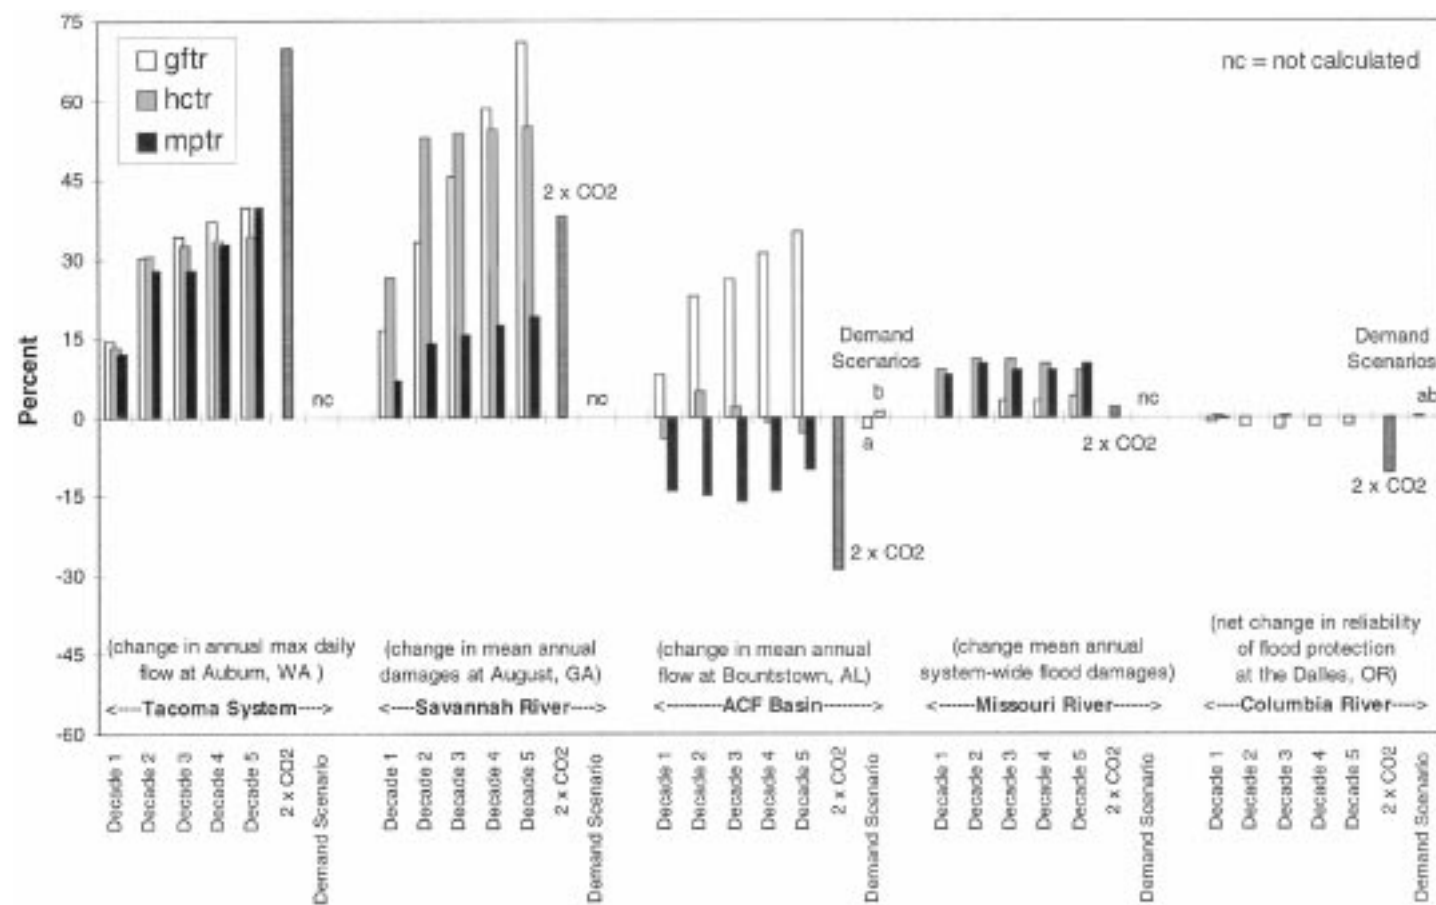 75
60
45
30
15
0
-15
-30
-45
-60
Percent
gftr
hctr
mptr
nc = not calculated
nc
2 x CO2
nc
Demand
Scenarios
b
a
2 x CO2
nc
2 x CO2
Demand
Scenarios
ab
2 x CO2
(change in annual max daily
flow at Auburn, WA )
<----Tacoma System---->
(change in mean annual
damages at August, GA)
<----Savannah River---->
(change in mean annual
flow at Bountstown, AL)
<---------ACF Basin--------->
(change mean annual
system-wide flood damages)
<-----Missouri River------>
(net change in reliability
of flood protection
at the Dalles, OR)
<----Columbia River---->
Decade 1
Decade 2
Decade 3
Decade 4
Decade 5
2 x CO2
Demand Scenario
Decade 1
Decade 2
Decade 3
Decade 4
Decade 5
2 x CO2
Demand Scenario
Decade 1
Decade 2
Decade 3
Decade 4
Decade 5
2 x CO2
Demand Scenario
Decade 1
Decade 2
Decade 3
Decade 4
Decade 5
2 x CO2
Demand Scenario
Decade 1
Decade 2
Decade 3
Decade 4
Decade 5
2 x CO2
Demand Scenario